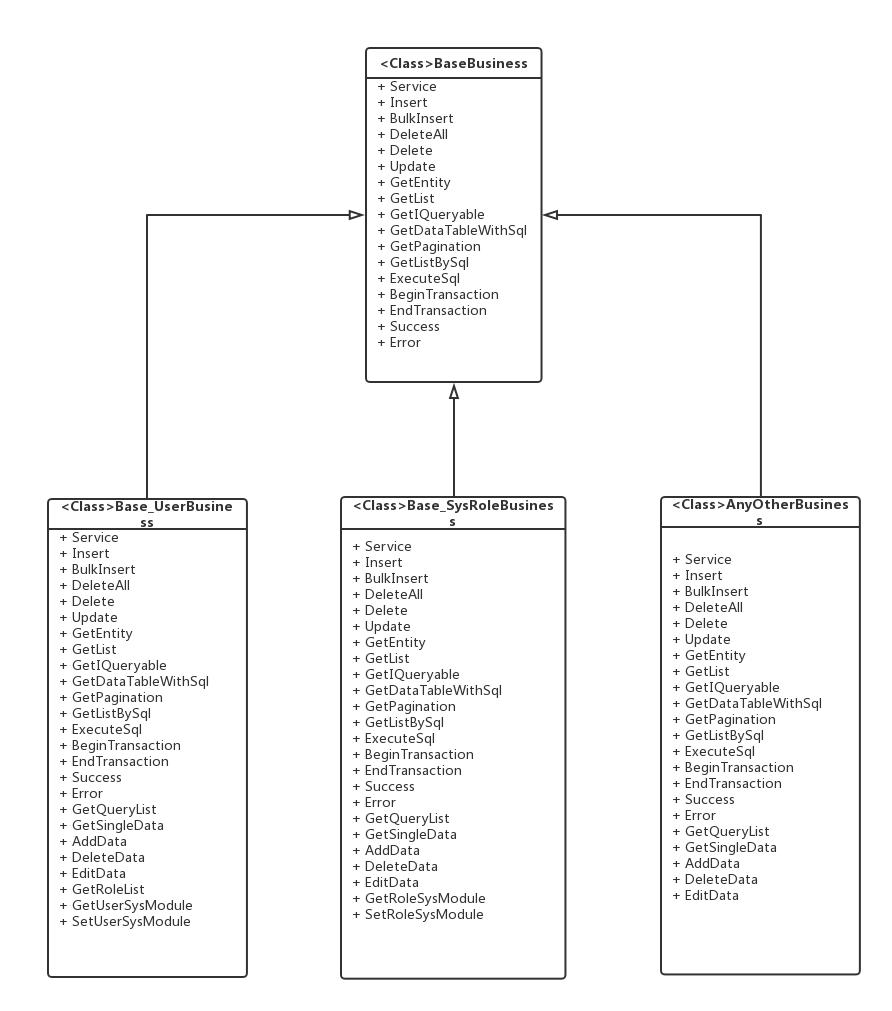 <Class>BaseBusiness
+ Service
+ Insert
+ BulkInsert
+ DeleteAll
+ Delete
+ Update
+ GetEntity
+ GetList
+ GetIQueryable
+ GetDataTableWithSql
+ GetPagination
+ GetListBySql
+ ExecuteSql
+ BeginTransaction
+ EndTransaction
+ Success
+ Error
<Class>Base_UserBusine
ss
+ Service
+ Insert
+ BulkInsert
+ DeleteAll
+ Delete
+ Update
+ GetEntity
+ GetList
+ GetIQueryable
+ GetDataTableWithSql
+ GetPagination
+ GetListBySql
+ ExecuteSql
+ BeginTransaction
+ EndTransaction
+ Success
+ Error
+ GetQueryList
+ GetSingleData
+ AddData
+ DeleteData
+ EditData
+ GetRoleList
+ GetUserSysModule
+ SetUserSysModule
<Class>Base_SysRoleBusines
s
+ Service
+ Insert
+ BulkInsert
+ DeleteAll
+ Delete
+ Update
+ GetEntity
+ GetList
+ GetIQueryable
+ GetDataTableWithSql
+ GetPagination
+ GetListBySql
+ ExecuteSql
+ BeginTransaction
+ EndTransaction
+ Success
+ Error
+ GetQueryList
+ GetSingleData
+ AddData
+ DeleteData
+ EditData
+ GetRoleSysModule
+ SetRoleSysModule
<Class>AnyOtherBusines
s
+ Service
+ Insert
+ BulkInsert
+ DeleteAll
+ Delete
+ Update
+ GetEntity
+ GetList
+ GetIQueryable
+ GetDataTableWithSql
+ GetPagination
+ GetListBySql
+ ExecuteSql
+ BeginTransaction
+ EndTransaction
+ Success
+ Error
+ GetQueryList
+ GetSingleData
+ AddData
+ DeleteData
+ EditData